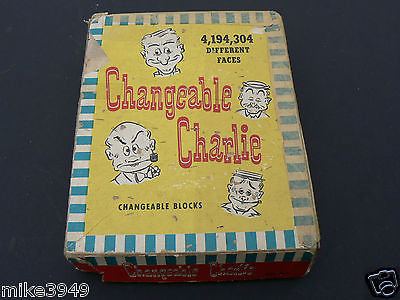 4,194,304
DIFFERENT
FACES
Changeable
Charlie
CHANGEABLE BLOCKS
Changeable Charlie
mike3949